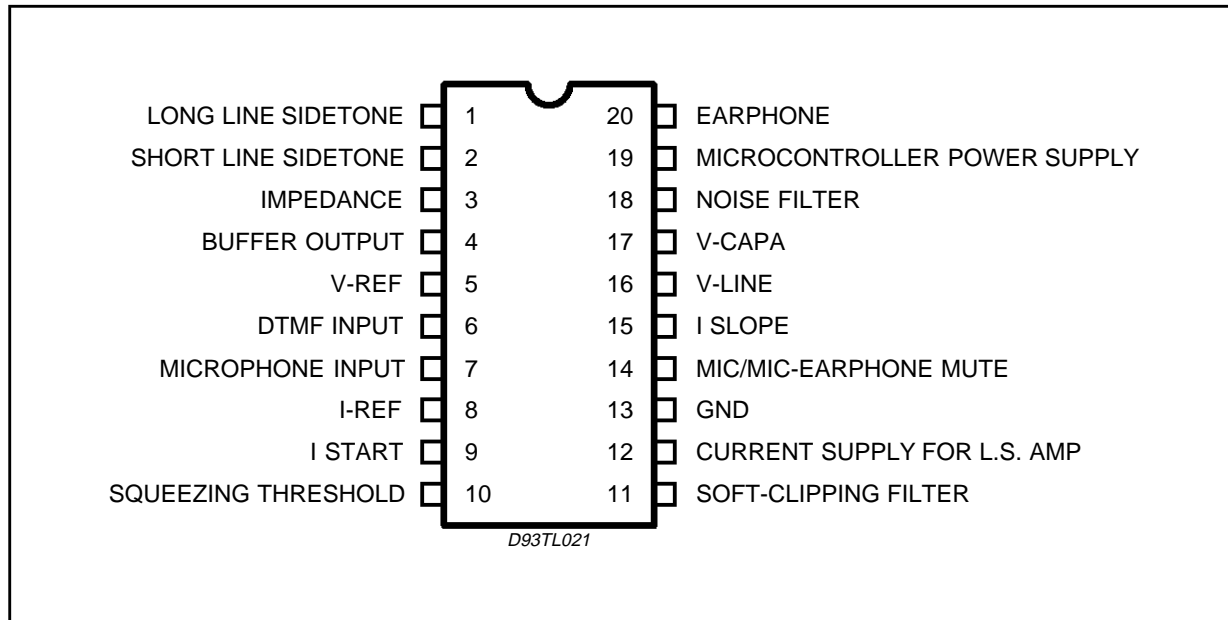 LONG LINE SIDETONE 1 20 EARPHONE
SHORT LINE SIDETONE 2 19 MICROCONTROLLER POWER SUPPLY
IMPEDANCE 3 18 NOISE FILTER
BUFFER OUTPUT 4 17 V-CAPA
V-REF 5 16 V-LINE
DTMF INPUT 6 15 I SLOPE
MICROPHONE INPUT 7 14 MIC/MIC-EARPHONE MUTE
I-REF 8 13 GND
I START 9 12 CURRENT SUPPLY FOR L.S. AMP
SQUEEZING THRESHOLD 10 11 SOFT-CLIPPING FILTER
D93TL021